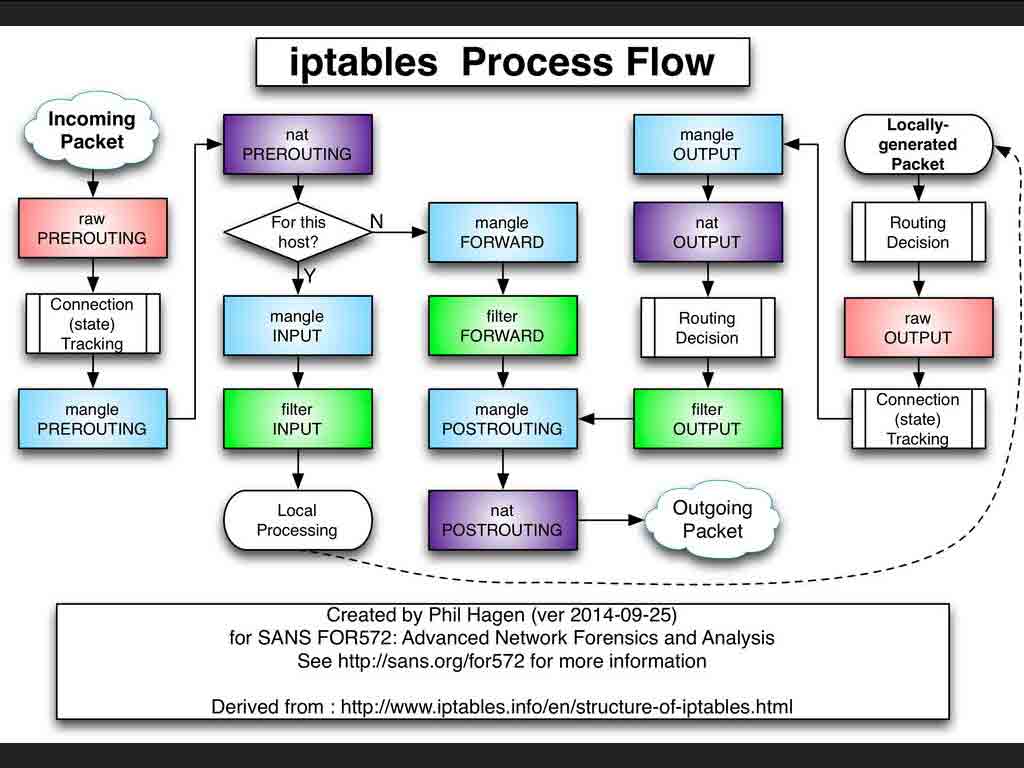 iptables Process Flow
Incoming
Packet
raw
PREROUTING
Connection
(state)
Tracking
mangle
PREROUTING
nat
PREROUTING
For this
host?
N
Y
mangle
INPUT
filter
INPUT
Local
Processing
mangle
FORWARD
filter
FORWARD
mangle
POSTROUTING
nat
POSTROUTING
Outgoing
Packet
mangle
OUTPUT
nat
OUTPUT
Routing
Decision
filter
OUTPUT
Locally-
generated
Packet
Routing
Decision
raw
OUTPUT
Connection
(state)
Tracking
Created by Phil Hagen (ver 2014-09-25)
for SANS FOR572: Advanced Network Forensics and Analysis
See http://sans.org/for572 for more information
Derived from : http://www.iptables.info/en/structure-of-iptables.html